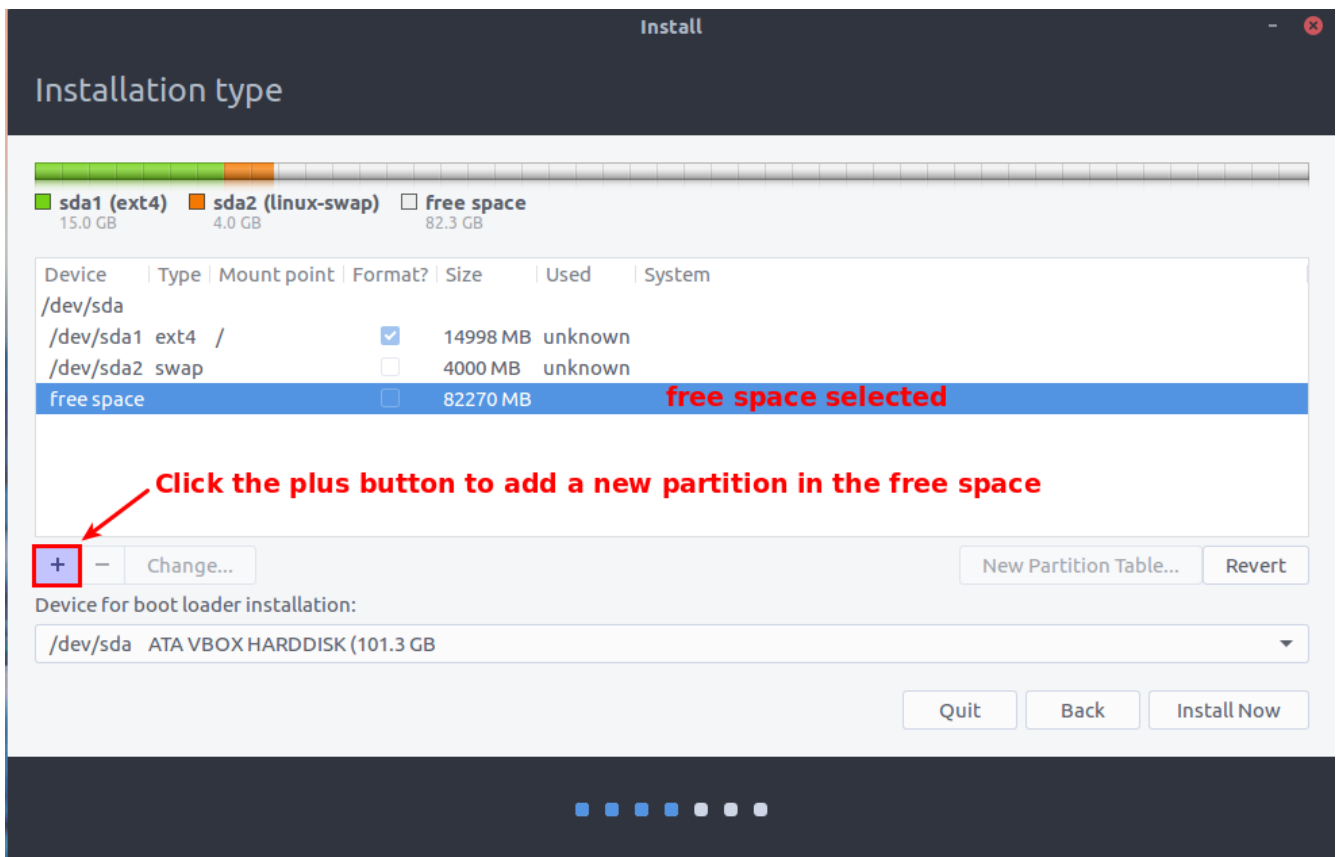 Install
Installation type
sda1 (ext4) sda2 (linux-swap) free space
15.0 GB 4.0 GB 82.3 GB
Device Type Mount point Format? Size Used System
/dev/sda
/dev/sda1 ext4 / 14998 MB unknown
/dev/sda2 swap 4000 MB unknown
free space 82270 MB free space selected
Click the plus button to add a new partition in the free space
+ − Change... New Partition Table... Revert
Device for boot loader installation:
/dev/sda ATA VBOX HARDDISK (101.3 GB
Quit Back Install Now